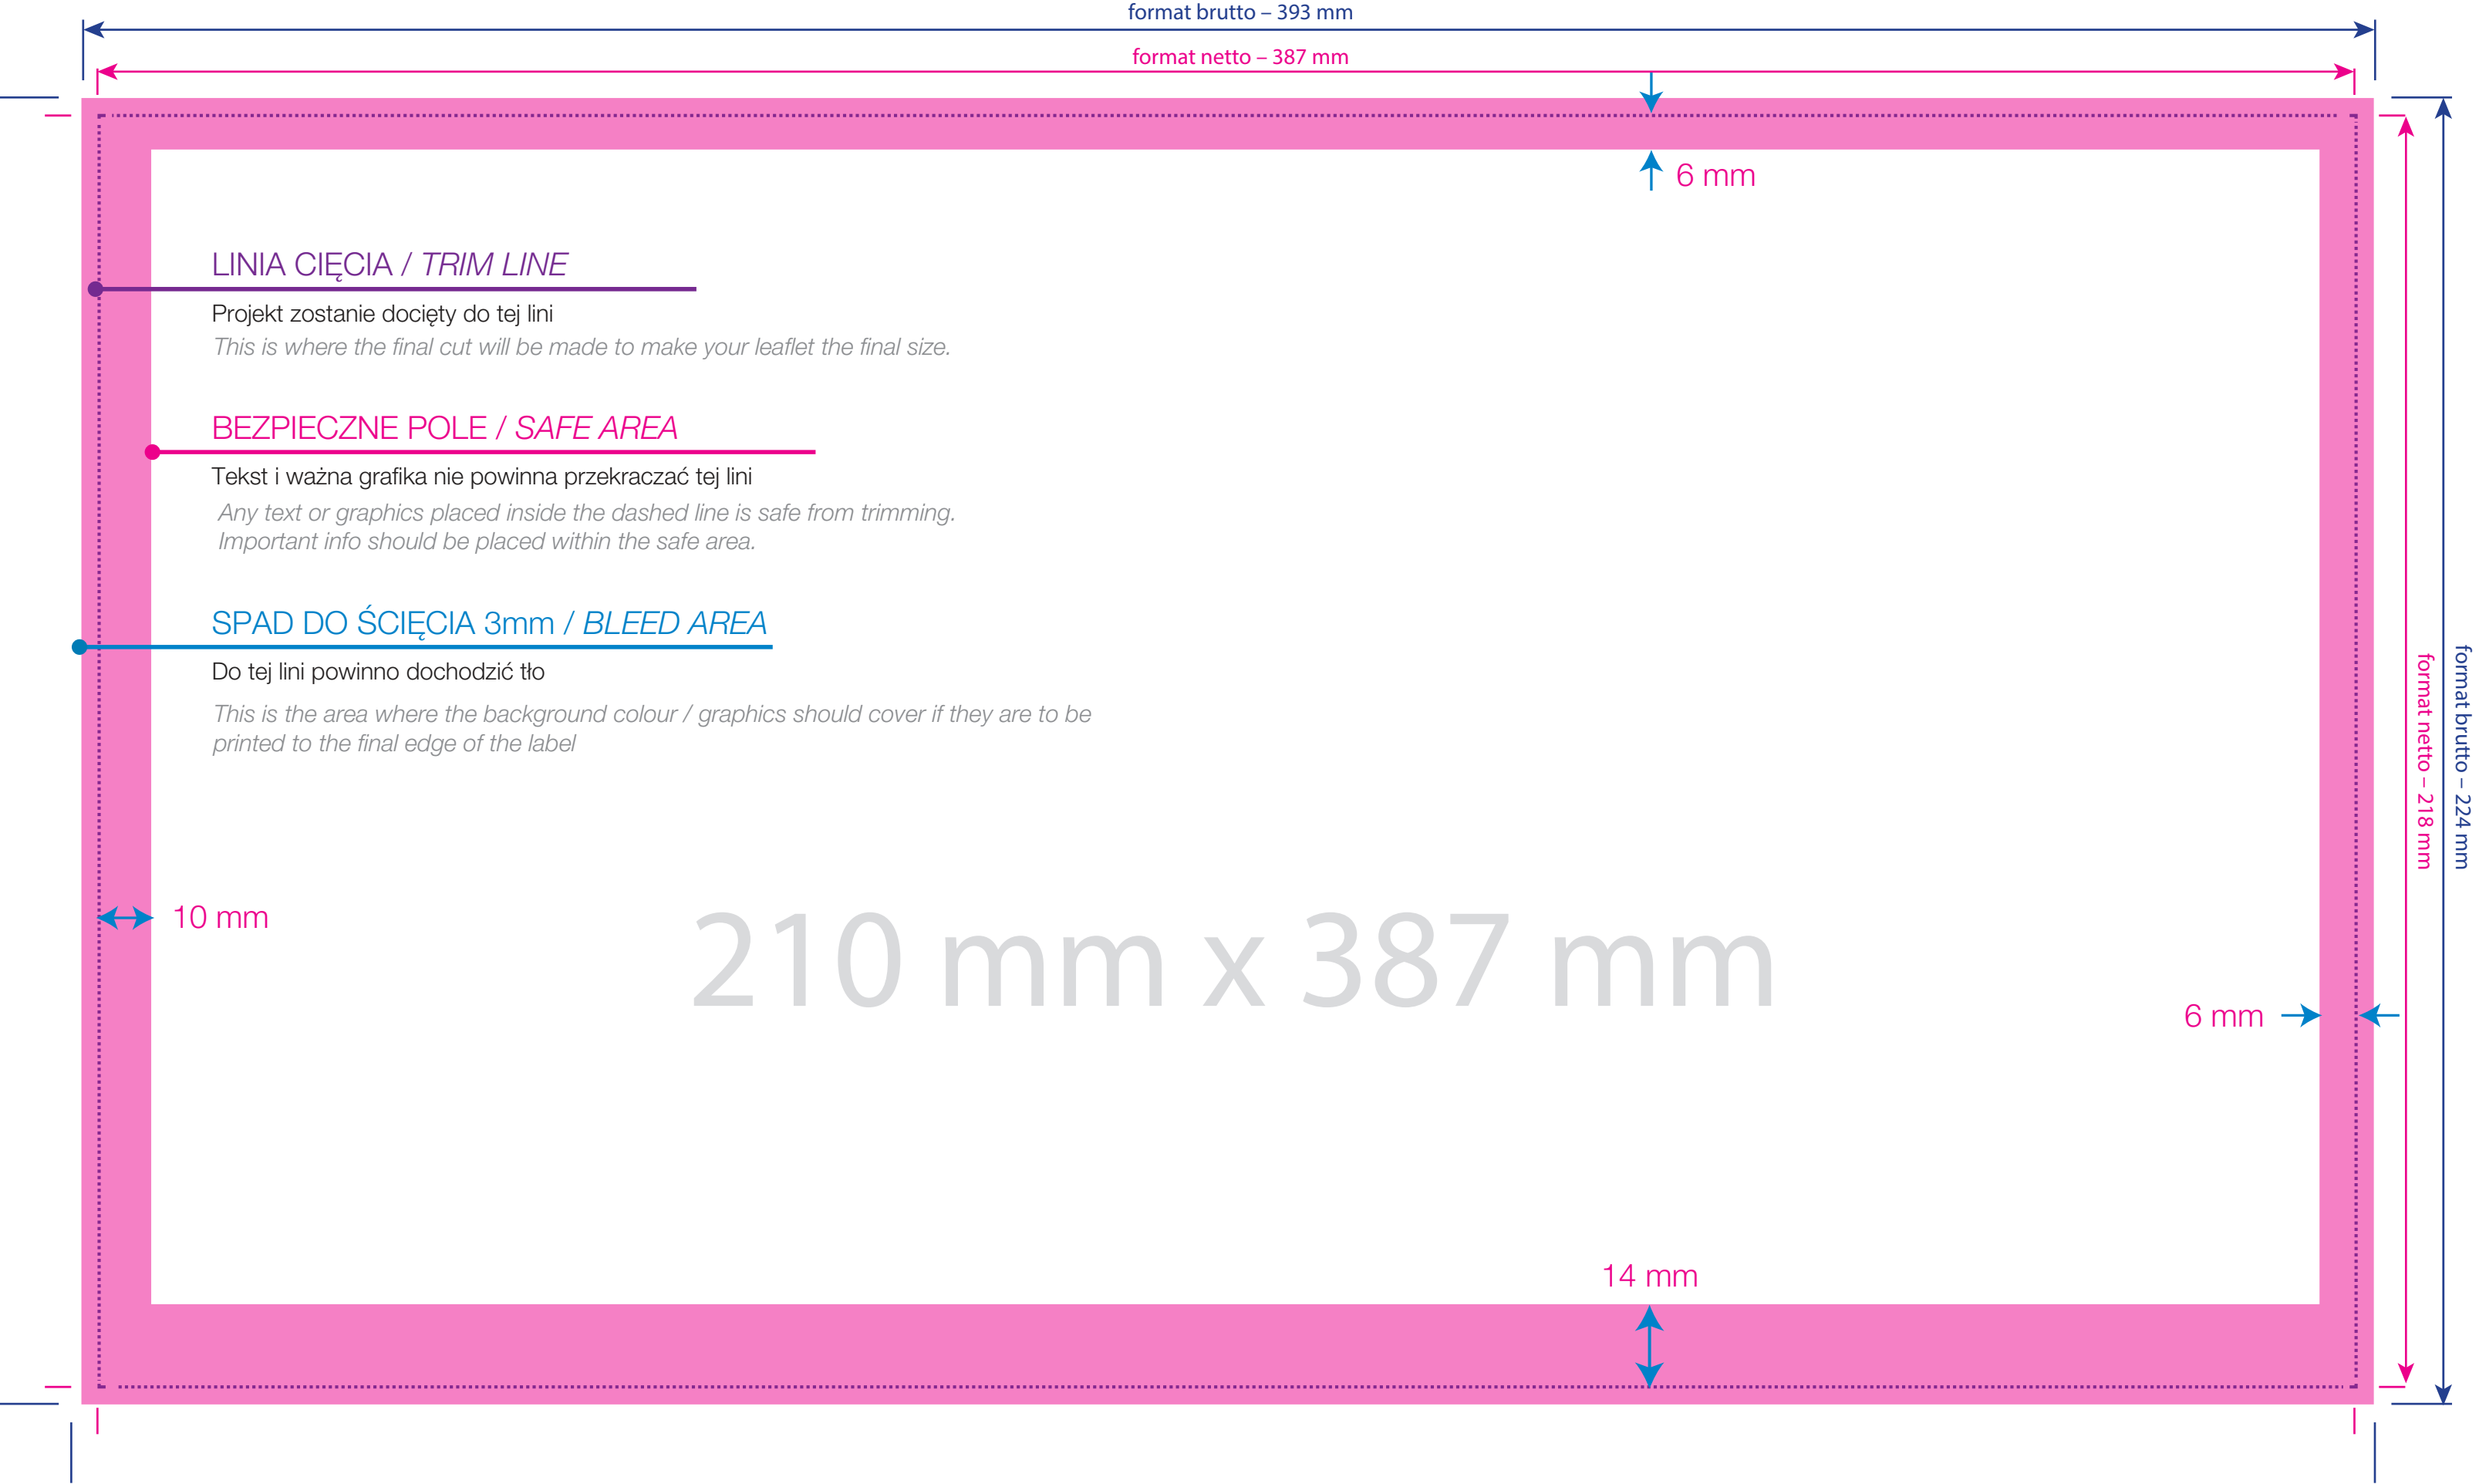 format brutto – 393 mm
format netto – 387 mm
6 mm
LINIA CIĘCIA / TRIM LINE
Projekt zostanie docięty do tej lini
This is where the final cut will be made to make your leaflet the final size.
BEZPIECZNE POLE / SAFE AREA
Tekst i ważna grafika nie powinna przekraczać tej lini
Any text or graphics placed inside the dashed line is safe from trimming.
Important info should be placed within the safe area.
SPAD DO ŚCIĘCIA 3mm / BLEED AREA
Do tej lini powinno dochodzić tło
This is the area where the background colour / graphics should cover if they are to be
printed to the final edge of the label
format netto – 218 mm
format brutto – 224 mm
10 mm
210 mm x 387 mm
6 mm
14 mm